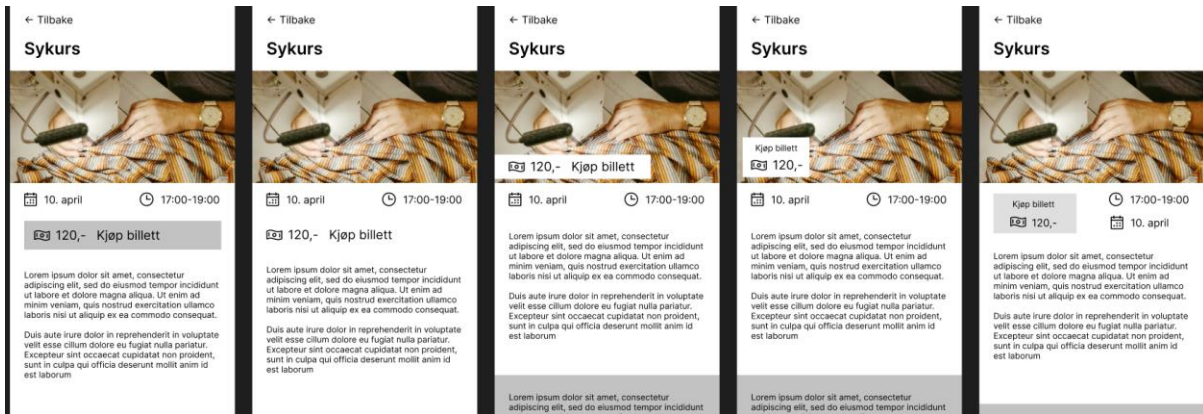 ← Tilbake
Sykurs
10. april
17:00-19:00
120,- Kjøp billett
Lorem ipsum dolor sit amet, consectetur
adipiscing elit, sed do eiusmod tempor incididunt
ut labore et dolore magna aliqua. Ut enim ad
minim veniam, quis nostrud exercitation ullamco
laboris nisi ut aliquip ex ea commodo consequat.
Duis aute irure dolor in reprehenderit in voluptate
velit esse cillum dolore eu fugiat nulla pariatur.
Excepteur sint occaecat cupidatat non proident,
sunt in culpa qui officia deserunt mollit anim id
est laborum
← Tilbake
Sykurs
10. april
17:00-19:00
120,- Kjøp billett
Lorem ipsum dolor sit amet, consectetur
adipiscing elit, sed do eiusmod tempor incididunt
ut labore et dolore magna aliqua. Ut enim ad
minim veniam, quis nostrud exercitation ullamco
laboris nisi ut aliquip ex ea commodo consequat.
Duis aute irure dolor in reprehenderit in voluptate
velit esse cillum dolore eu fugiat nulla pariatur.
Excepteur sint occaecat cupidatat non proident,
sunt in culpa qui officia deserunt mollit anim id
est laborum
← Tilbake
Sykurs
120,- Kjøp billett
10. april
17:00-19:00
Lorem ipsum dolor sit amet, consectetur
adipiscing elit, sed do eiusmod tempor incididunt
ut labore et dolore magna aliqua. Ut enim ad
minim veniam, quis nostrud exercitation ullamco
laboris nisi ut aliquip ex ea commodo consequat.
Duis aute irure dolor in reprehenderit in voluptate
velit esse cillum dolore eu fugiat nulla pariatur.
Excepteur sint occaecat cupidatat non proident,
sunt in culpa qui officia deserunt mollit anim id
est laborum
Lorem ipsum dolor sit amet, consectetur
adipiscing elit, sed do eiusmod tempor incididunt
← Tilbake
Sykurs
Kjøp billett
120,-
10. april
17:00-19:00
Lorem ipsum dolor sit amet, consectetur
adipiscing elit, sed do eiusmod tempor incididunt
ut labore et dolore magna aliqua. Ut enim ad
minim veniam, quis nostrud exercitation ullamco
laboris nisi ut aliquip ex ea commodo consequat.
Duis aute irure dolor in reprehenderit in voluptate
velit esse cillum dolore eu fugiat nulla pariatur.
Excepteur sint occaecat cupidatat non proident,
sunt in culpa qui officia deserunt mollit anim id
est laborum
Lorem ipsum dolor sit amet, consectetur
adipiscing elit, sed do eiusmod tempor incididunt
← Tilbake
Sykurs
Kjøp billett
120,-
17:00-19:00
10. april
Lorem ipsum dolor sit amet, consectetur
adipiscing elit, sed do eiusmod tempor incididunt
ut labore et dolore magna aliqua. Ut enim ad
minim veniam, quis nostrud exercitation ullamco
laboris nisi ut aliquip ex ea commodo consequat.
Duis aute irure dolor in reprehenderit in voluptate
velit esse cillum dolore eu fugiat nulla pariatur.
Excepteur sint occaecat cupidatat non proident,
sunt in culpa qui officia deserunt mollit anim id
est laborum